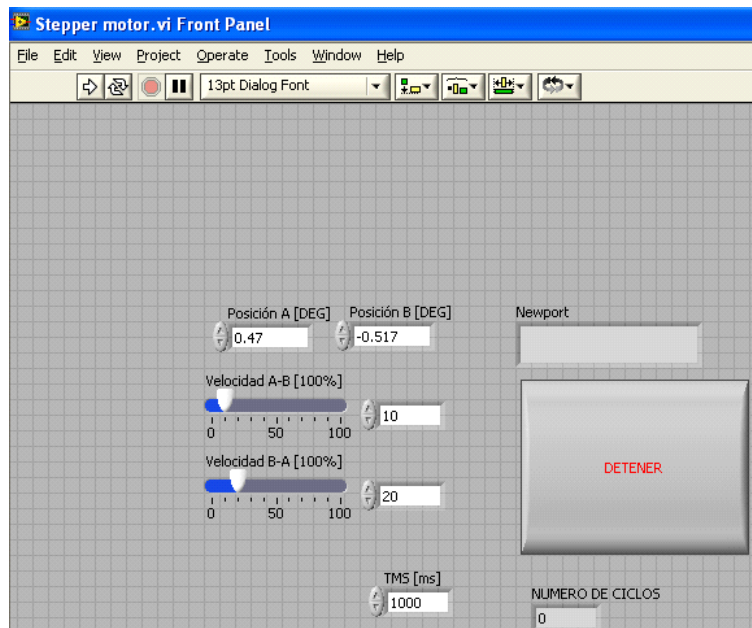 Stepper motor.vi Front Panel
File Edit View Project Operate Tools Window Help
13pt Dialog Font
Posición A [DEG] Posición B [DEG] Newport
0.47 -0.517
Velocidad A-B [100%]
10
0 50 100
Velocidad B-A [100%]
DETENER
20
0 50 100
TMS [ms]
1000
NUMERO DE CICLOS
0